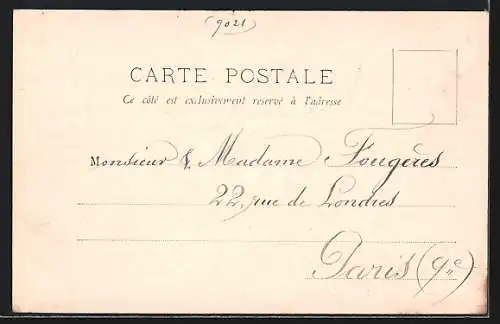 (9021
CARTE POSTALE
Ce côté est exclusivement réservé à l'adresse
Monsieur & Madame Fougères
22, rue de Londres
Paris (9e)